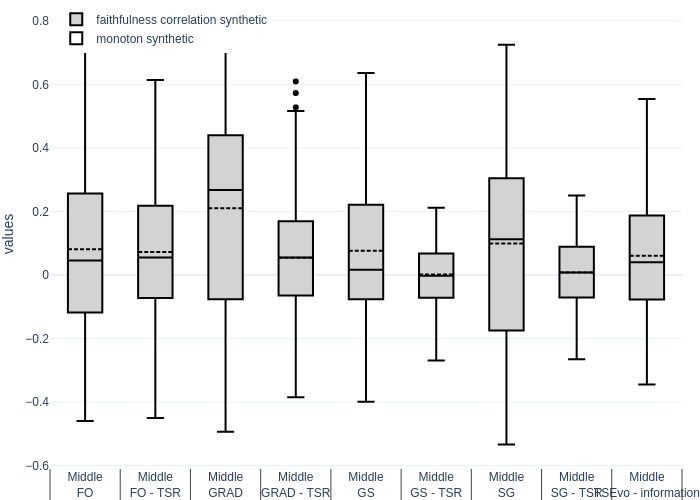 faithfulness correlation synthetic
monoton synthetic
values
0.8
0.6
0.4
0.2
0
−0.2
−0.4
−0.6
Middle Middle Middle Middle Middle Middle Middle Middle Middle
FO FO - TSR GRAD GRAD - TSR GS GS - TSR SG SG - TSR TSEvo - information